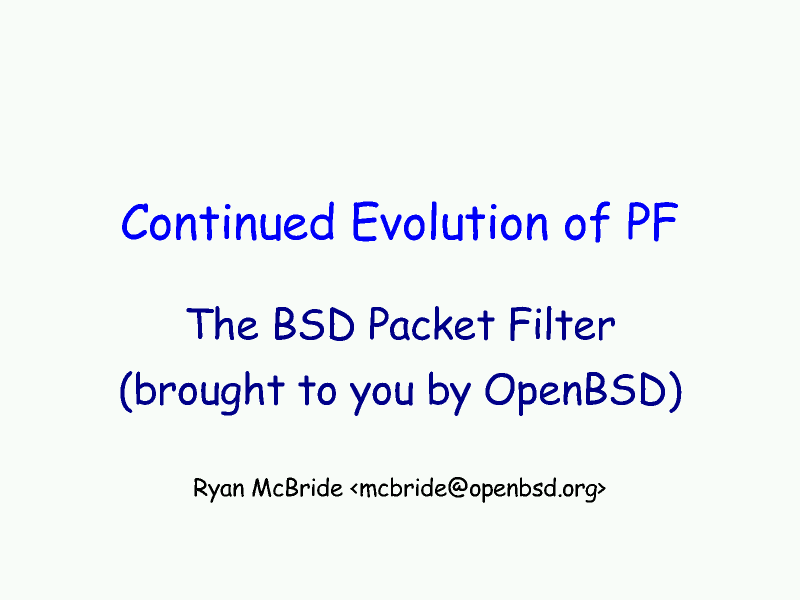 Continued Evolution of PF
The BSD Packet Filter
(brought to you by OpenBSD)
Ryan McBride <mcbride@openbsd.org>